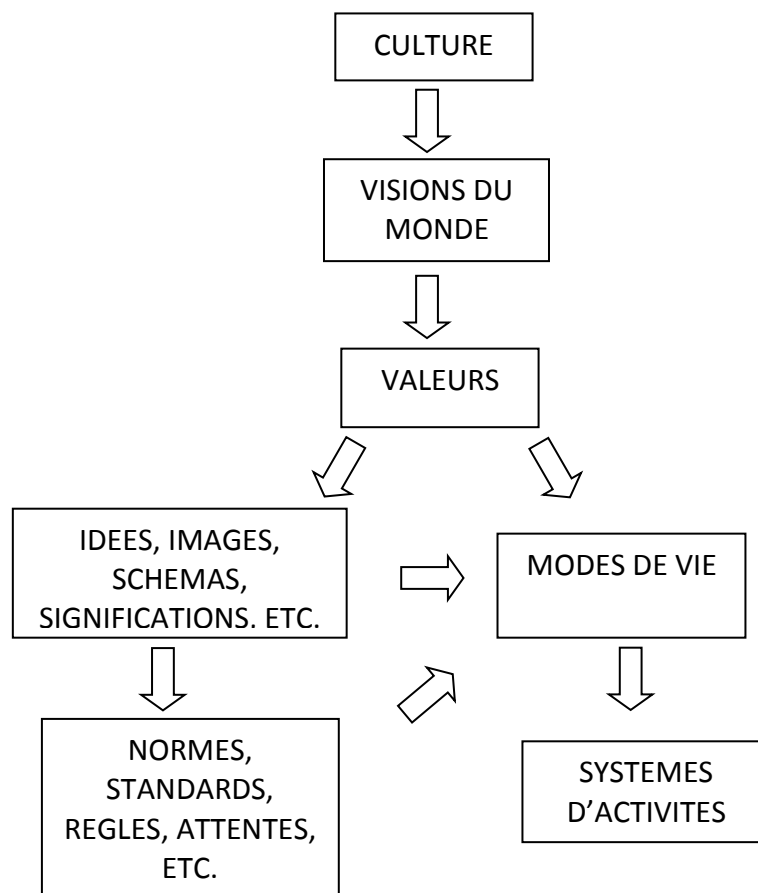 CULTURE
VISIONS DU
MONDE
VALEURS
IDEES, IMAGES,
SCHEMAS,
SIGNIFICATIONS. ETC.
MODES DE VIE
NORMES,
STANDARDS,
REGLES, ATTENTES,
ETC.
SYSTEMES
D’ACTIVITES